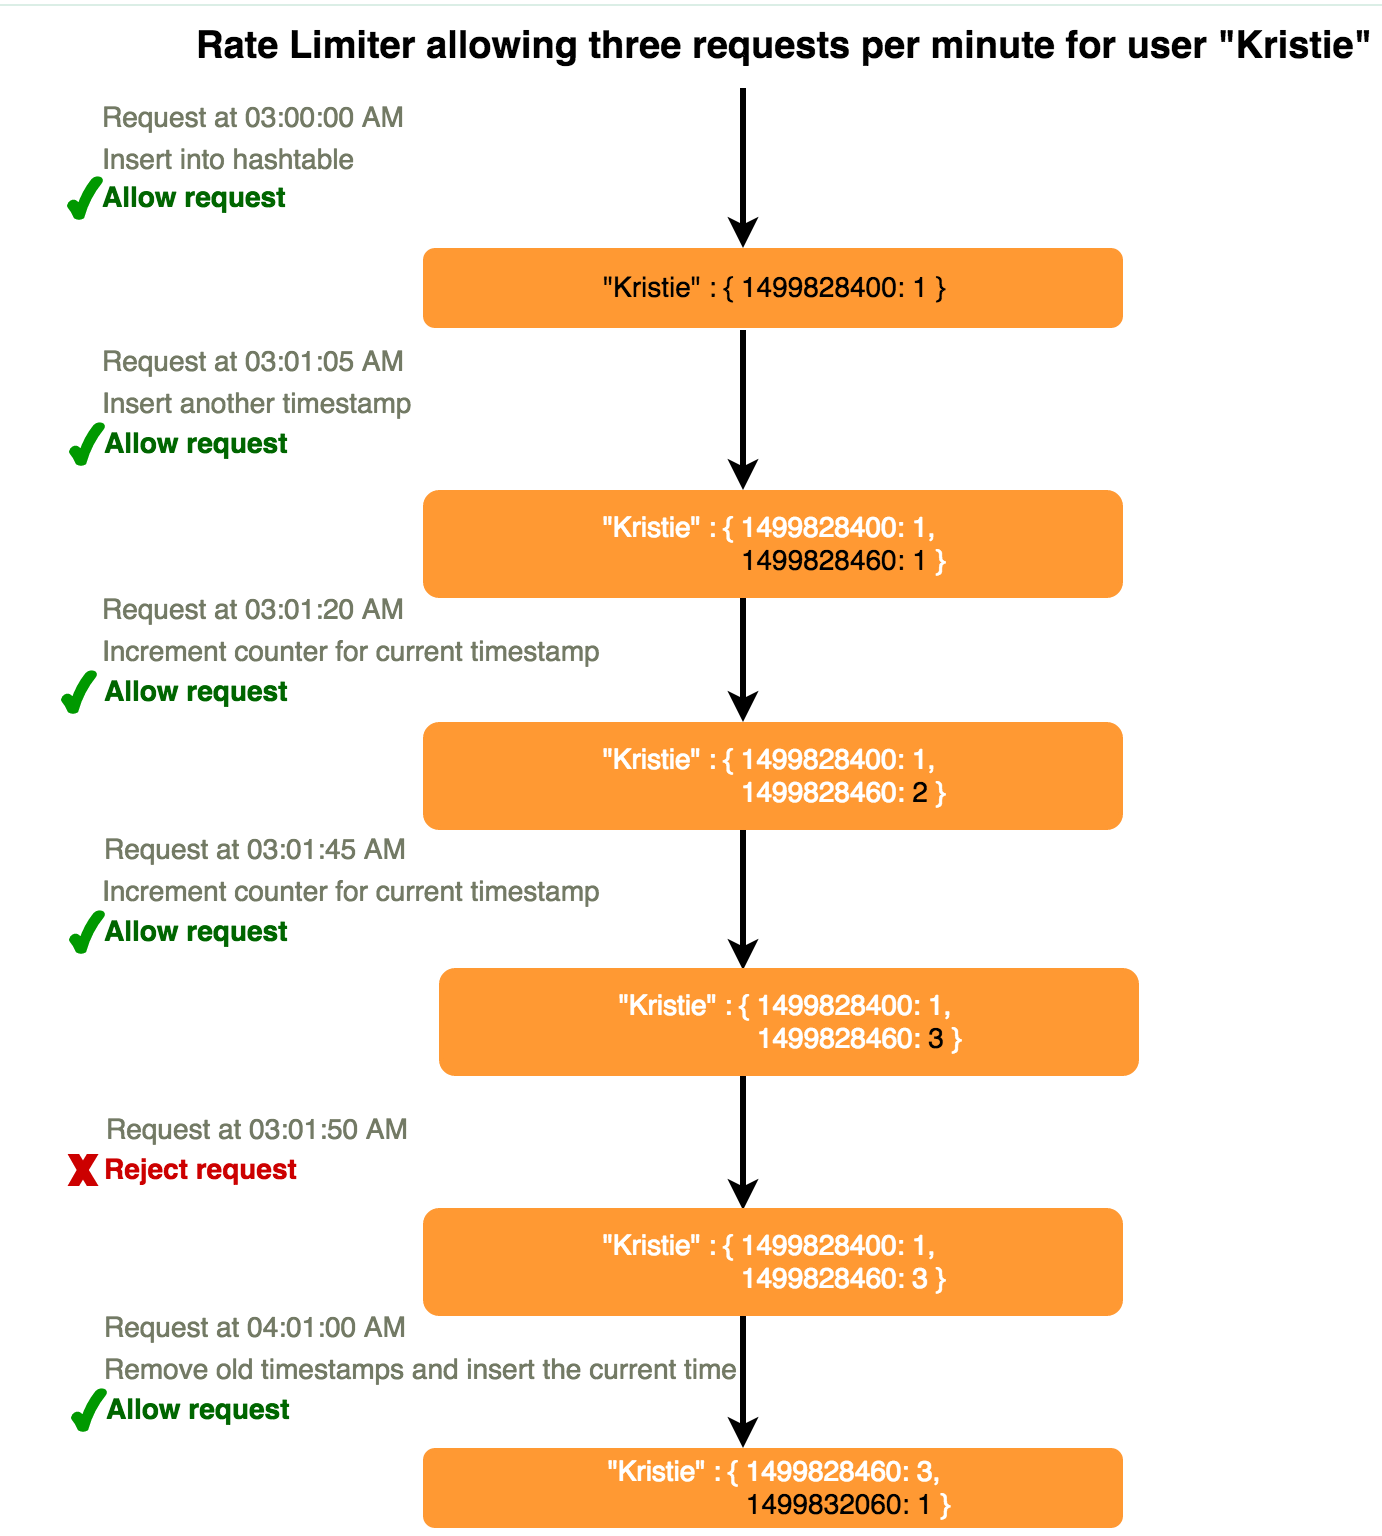 Rate Limiter allowing three requests per minute for user "Kristie"
Request at 03:00:00 AM
Insert into hashtable
Allow request
"Kristie" : { 1499828400: 1 }
Request at 03:01:05 AM
Insert another timestamp
Allow request
"Kristie" : { 1499828400: 1,
1499828460: 1 }
Request at 03:01:20 AM
Increment counter for current timestamp
Allow request
"Kristie" : { 1499828400: 1,
1499828460: 2 }
Request at 03:01:45 AM
Increment counter for current timestamp
Allow request
"Kristie" : { 1499828400: 1,
1499828460: 3 }
Request at 03:01:50 AM
X Reject request
"Kristie" : { 1499828400: 1,
1499828460: 3 }
Request at 04:01:00 AM
Remove old timestamps and insert the current time
Allow request
"Kristie" : { 1499828460: 3,
1499832060: 1 }